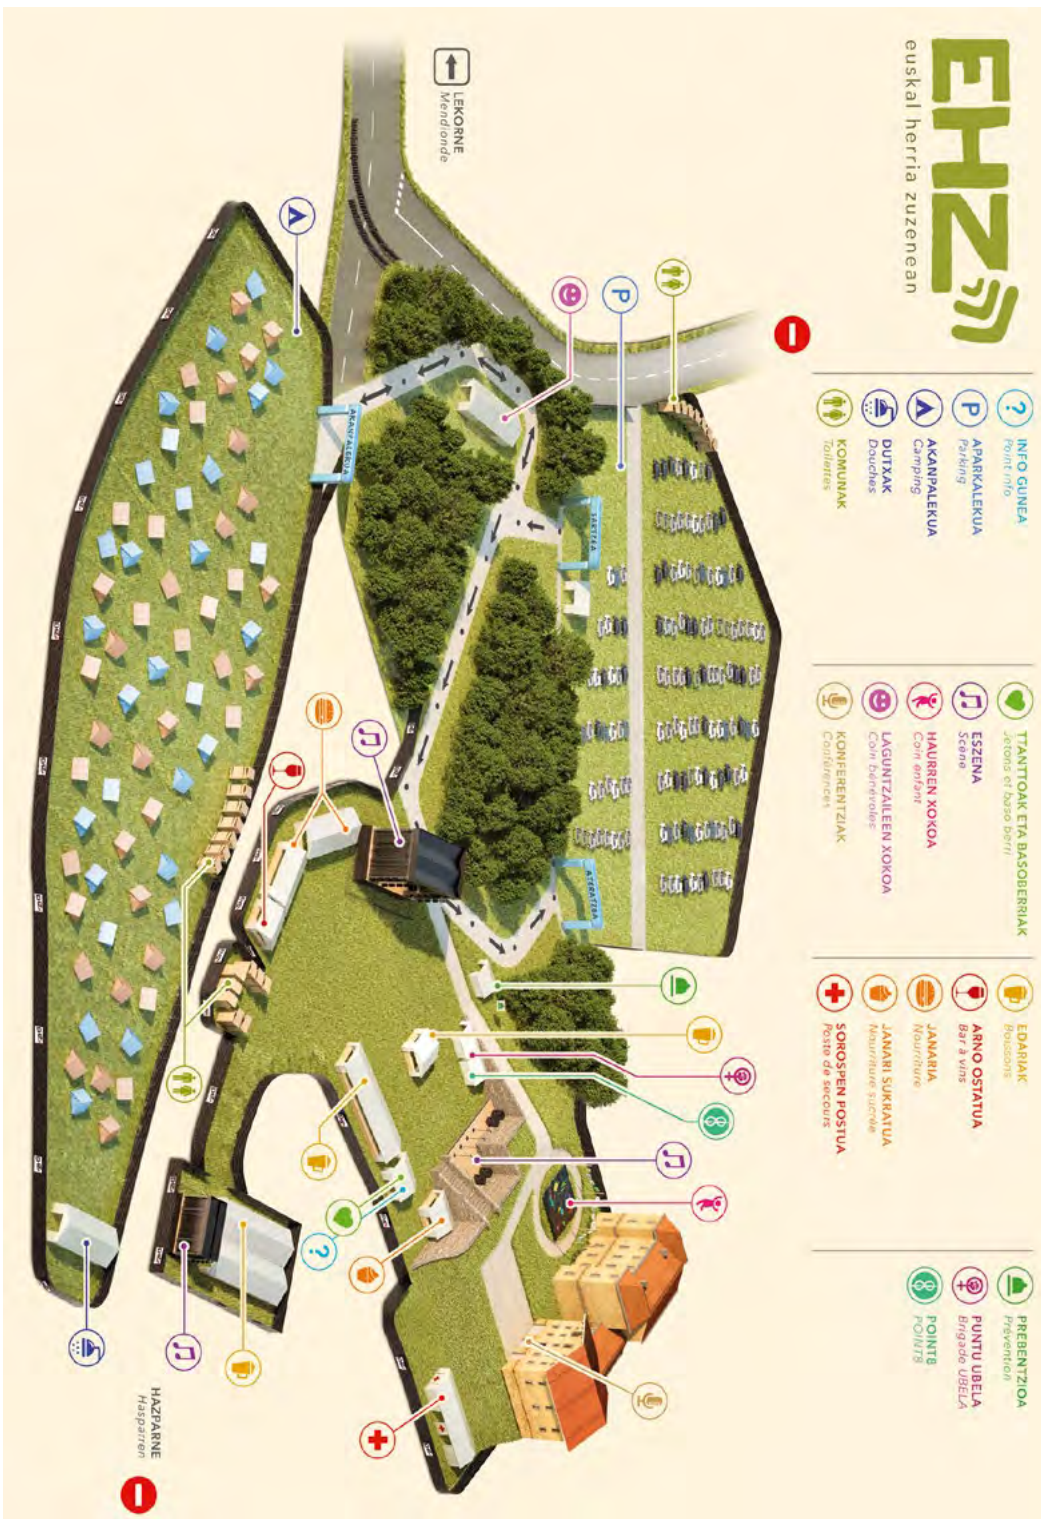 EHZ
euskal herria zuzenean
INFO GUNEA
Point info
APARKALEKUA
Parking
AKANPALEKUA
Camping
DUTXAK
Douches
KOMUNAK
Toilettes
TTANTTOAK ETA BASOBERRIAK
Jetons et baso berri
ESZENA
Scène
HAURREN XOKOA
Coin enfant
LAGUNTZAILEEN XOKOA
Coin bénévoles
KONFERENTZIAK
Conférences
EDARIAK
Boissons
ARNO OSTATUA
Bar à vins
JANARIA
Nourriture
JANARI SUKRATUA
Nourriture sucrée
SOROSPEN POSTUA
Poste de secours
PREBENTZIOA
Prévention
PUNTU UBELA
Brigade UBELA
POINT8
POINT8
LEKORNE
Mendionde
P
AKANPALEKUA
SARTZEA
ATERATZEA
?
HAZPARNE
Hasparren